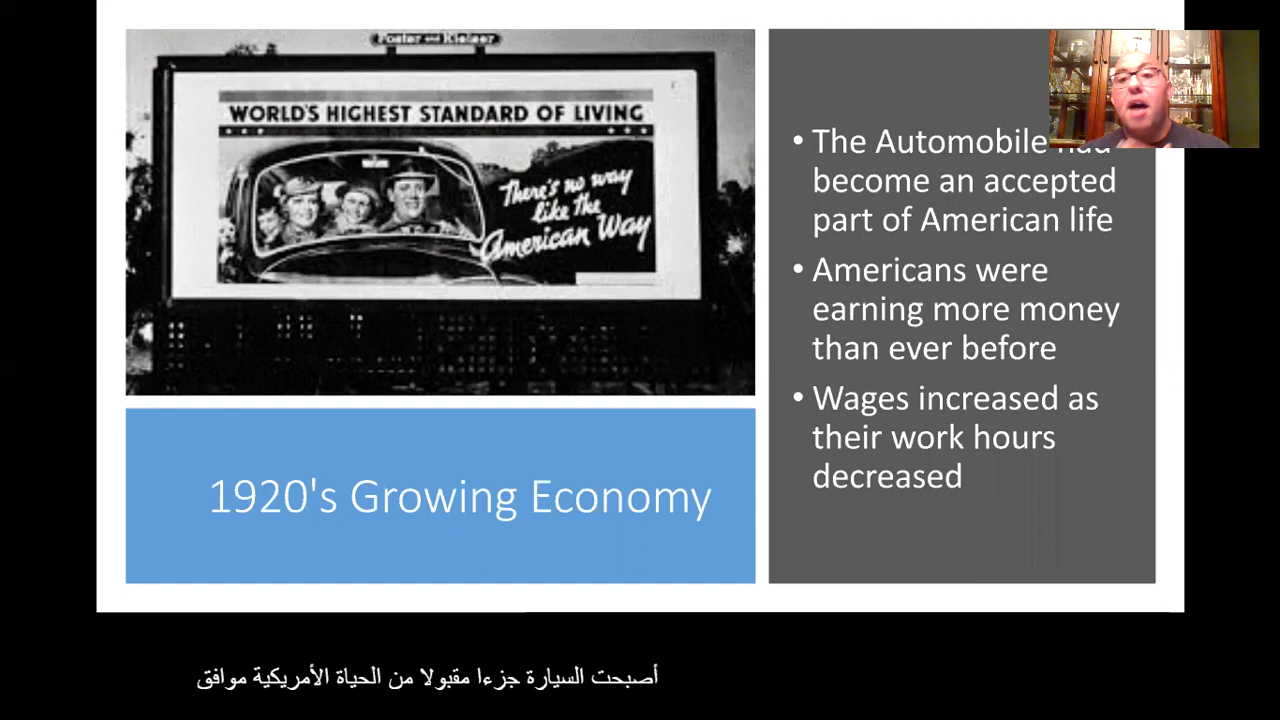 Foster and Kleiser
WORLD'S HIGHEST STANDARD OF LIVING
There's no way
like the
American Way
1920's Growing Economy
• The Automobile had
become an accepted
part of American life
• Americans were
earning more money
than ever before
• Wages increased as
their work hours
decreased
أصبحت السيارة جزءا مقبولا من الحياة الأمريكية موافق